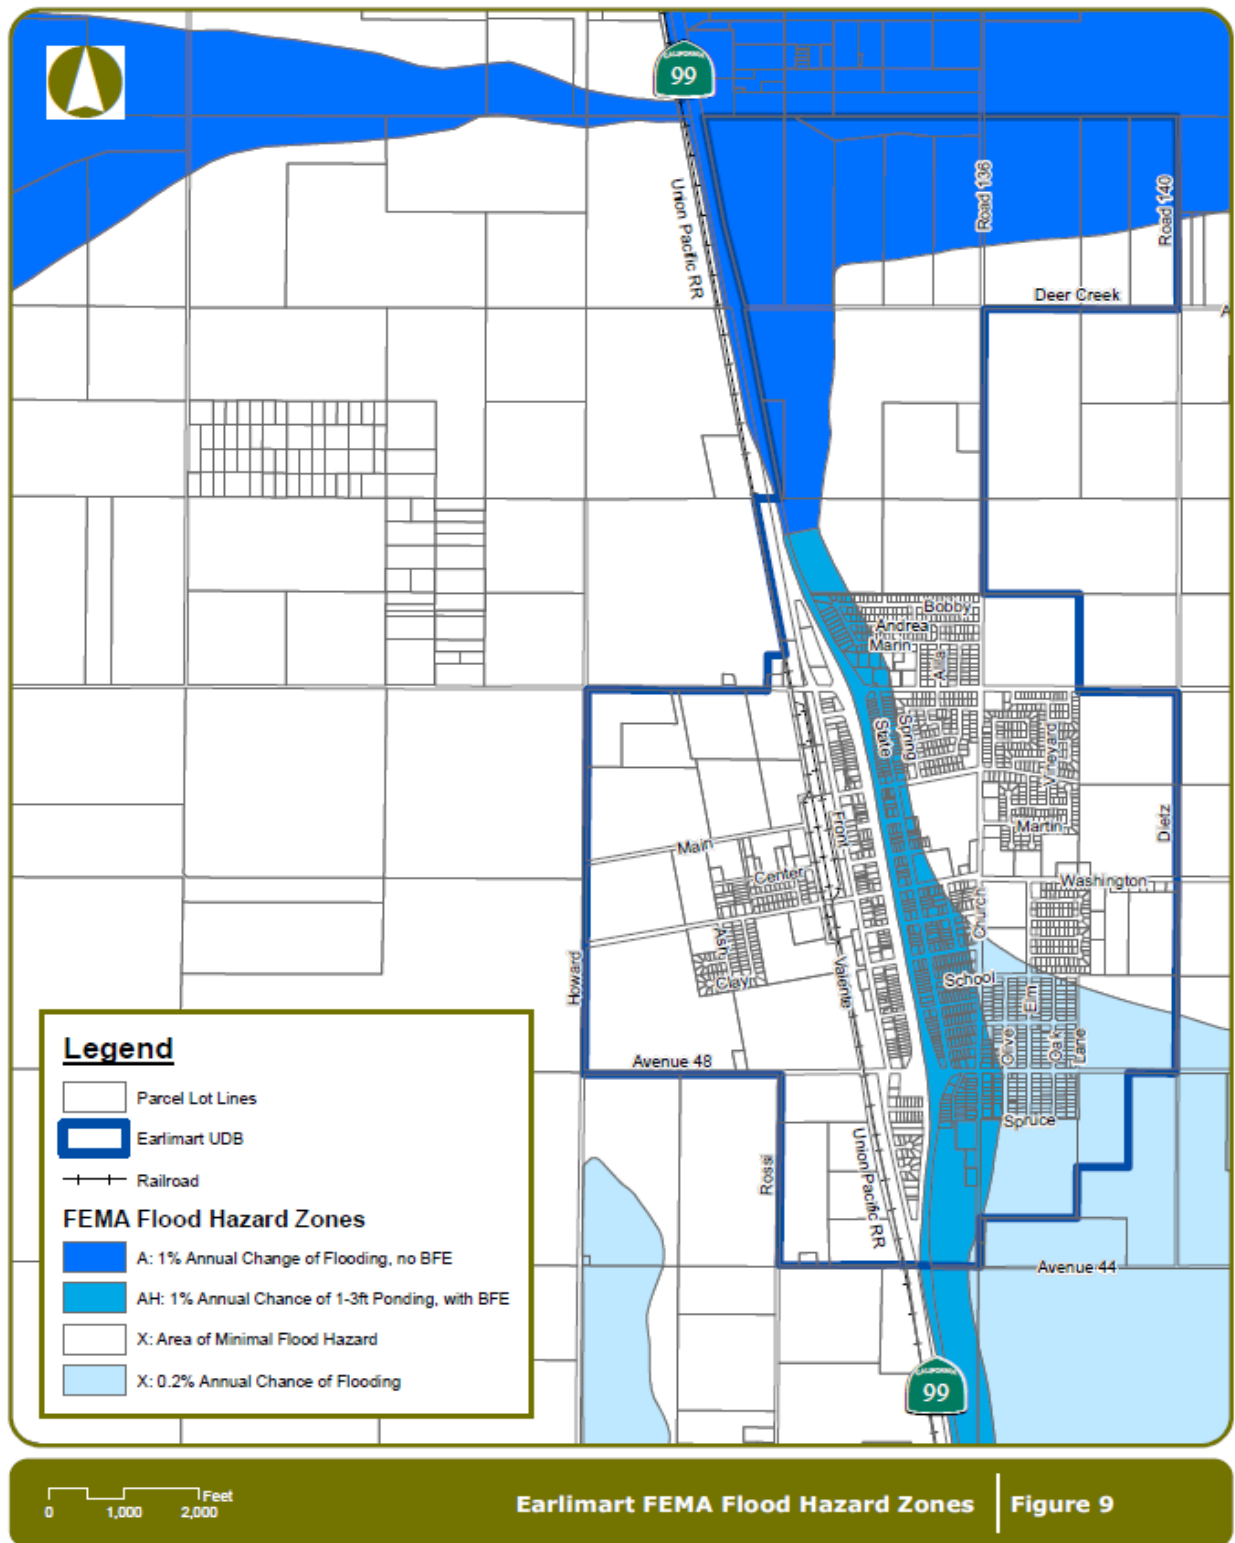 CALIFORNIA
99
Union Pacific RR
Road 136
Road 140
Deer Creek
A
Bobby
Andrea
Marin
Alila
State
Spring
Vineyard
Front
Martin
Dietz
Main
Center
Washington
Church
Ash
Clay
Valente
School
Elm
Howard
Olive
Oak
Lane
Avenue 48
Spruce
Rossi
Union Pacific RR
Avenue 44
CALIFORNIA
99
Legend
Parcel Lot Lines
Earlimart UDB
Railroad
FEMA Flood Hazard Zones
A: 1% Annual Change of Flooding, no BFE
AH: 1% Annual Chance of 1-3ft Ponding, with BFE
X: Area of Minimal Flood Hazard
X: 0.2% Annual Chance of Flooding
Feet
0 1,000 2,000
Earlimart FEMA Flood Hazard Zones
Figure 9